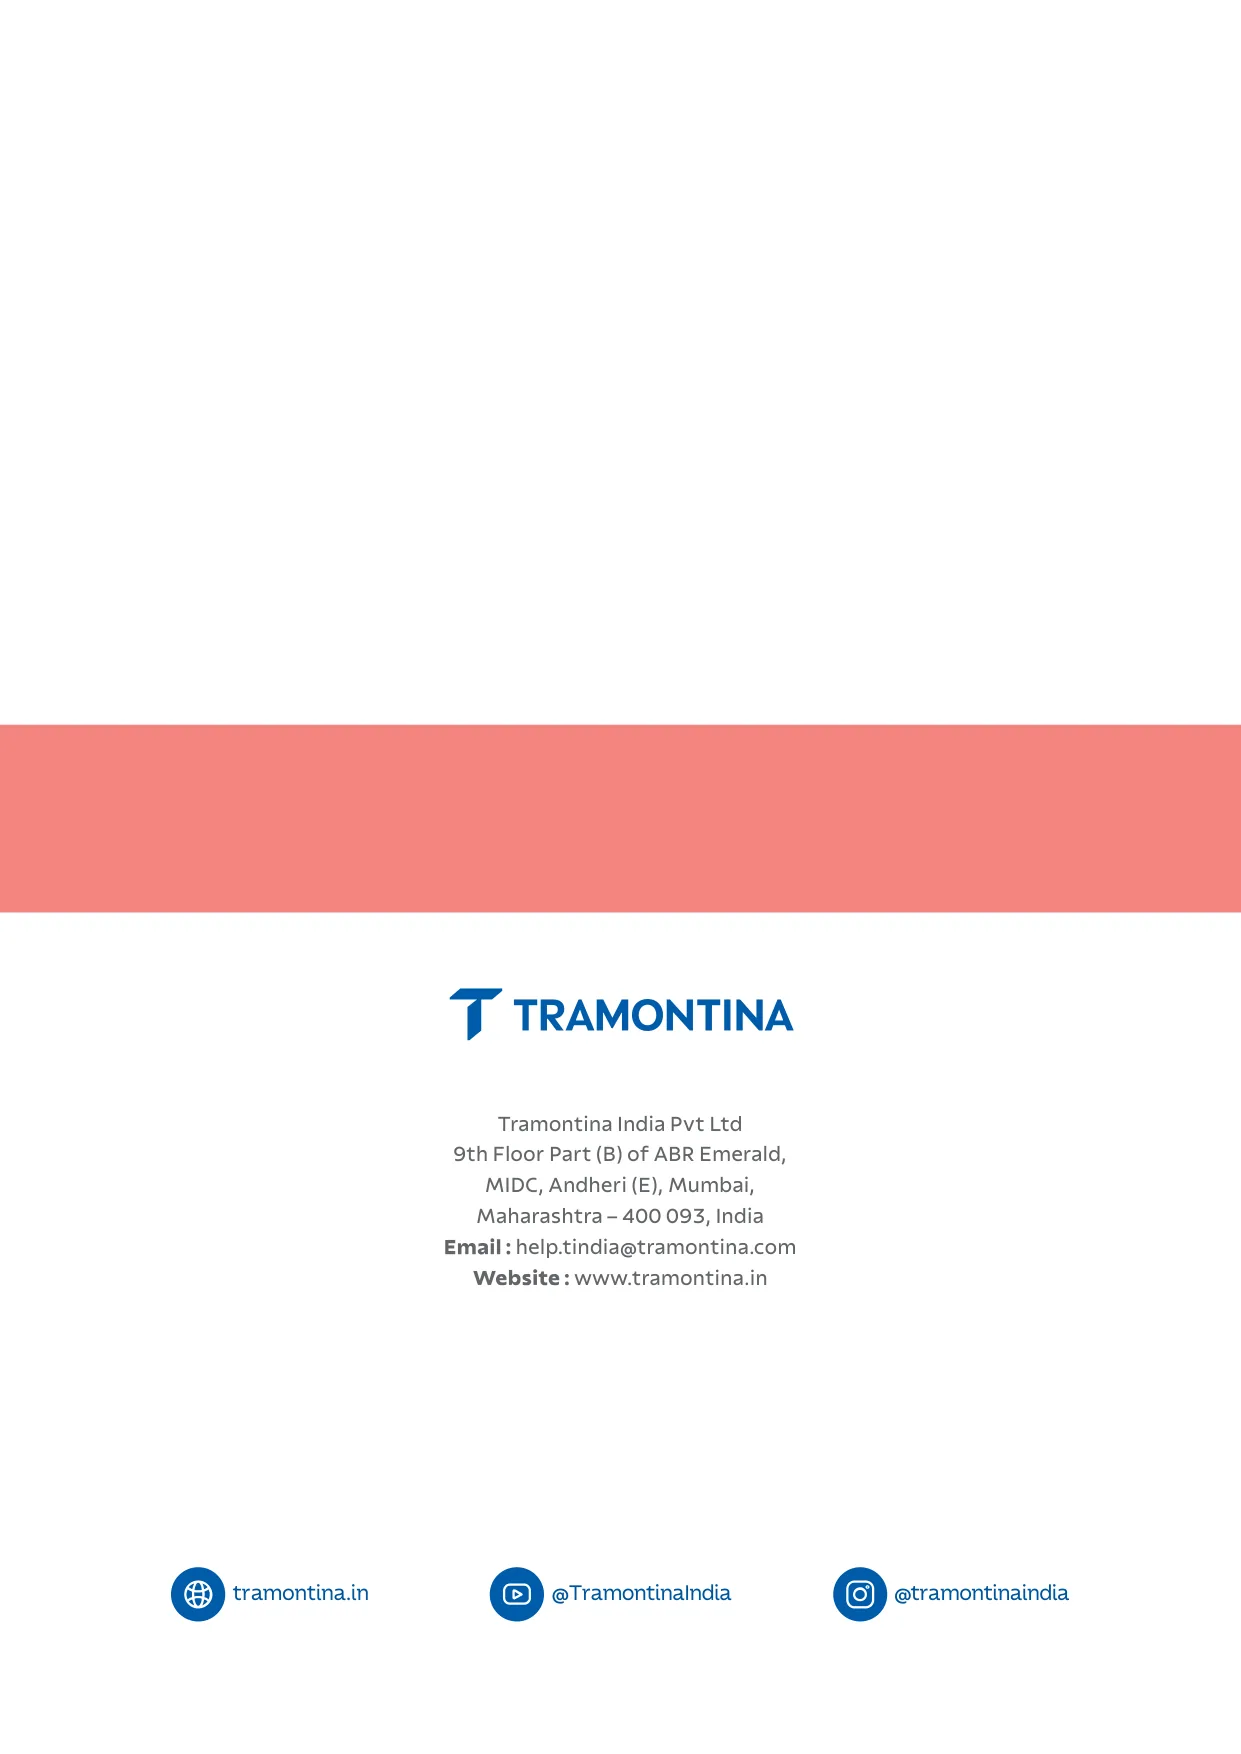 TRAMONTINA
Tramontina India Pvt Ltd
9th Floor Part (B) of ABR Emerald,
MIDC, Andheri (E), Mumbai,
Maharashtra – 400 093, India
Email : help.tindia@tramontina.com
Website : www.tramontina.in
tramontina.in
@TramontinaIndia
@tramontinaindia